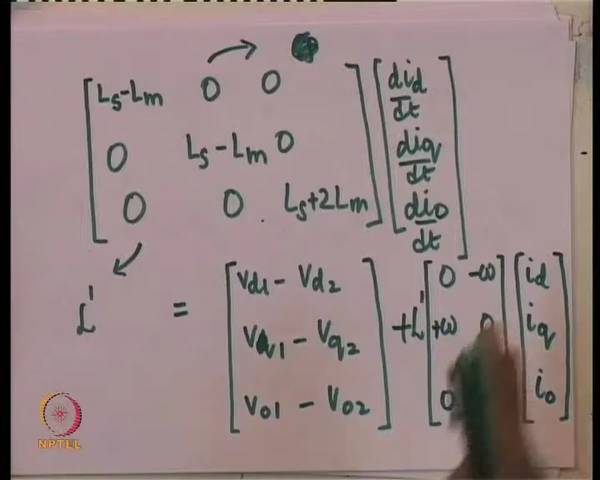 [ Ls-Lm 0 0 ] [ did/dt ]
[ 0 Ls-Lm 0 ] [ diq/dt ]
[ 0 0 Ls+2Lm ] [ dio/dt ]
L' = [ Vd1 - Vd2 ] + L' [ 0 -ω ] [ id ]
[ Vq1 - Vq2 ] [ +ω 0 ] [ iq ]
[ Vo1 - Vo2 ] [ 0 ] [ io ]
NPTEL